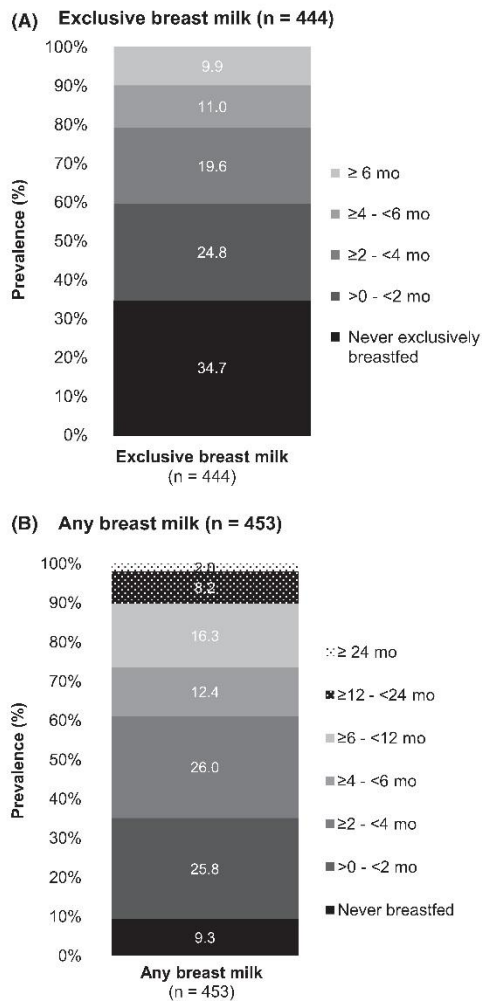 (A) Exclusive breast milk (n = 444)
Prevalence (%)
100%
90%
80%
70%
60%
50%
40%
30%
20%
10%
0%
9.9
11.0
19.6
24.8
34.7
≥ 6 mo
≥4 - <6 mo
≥2 - <4 mo
>0 - <2 mo
Never exclusively
breastfed
Exclusive breast milk
(n = 444)
(B) Any breast milk (n = 453)
Prevalence (%)
100%
90%
80%
70%
60%
50%
40%
30%
20%
10%
0%
2.0
8.2
16.3
12.4
26.0
25.8
9.3
≥ 24 mo
≥12 - <24 mo
≥6 - <12 mo
≥4 - <6 mo
≥2 - <4 mo
>0 - <2 mo
Never breastfed
Any breast milk
(n = 453)